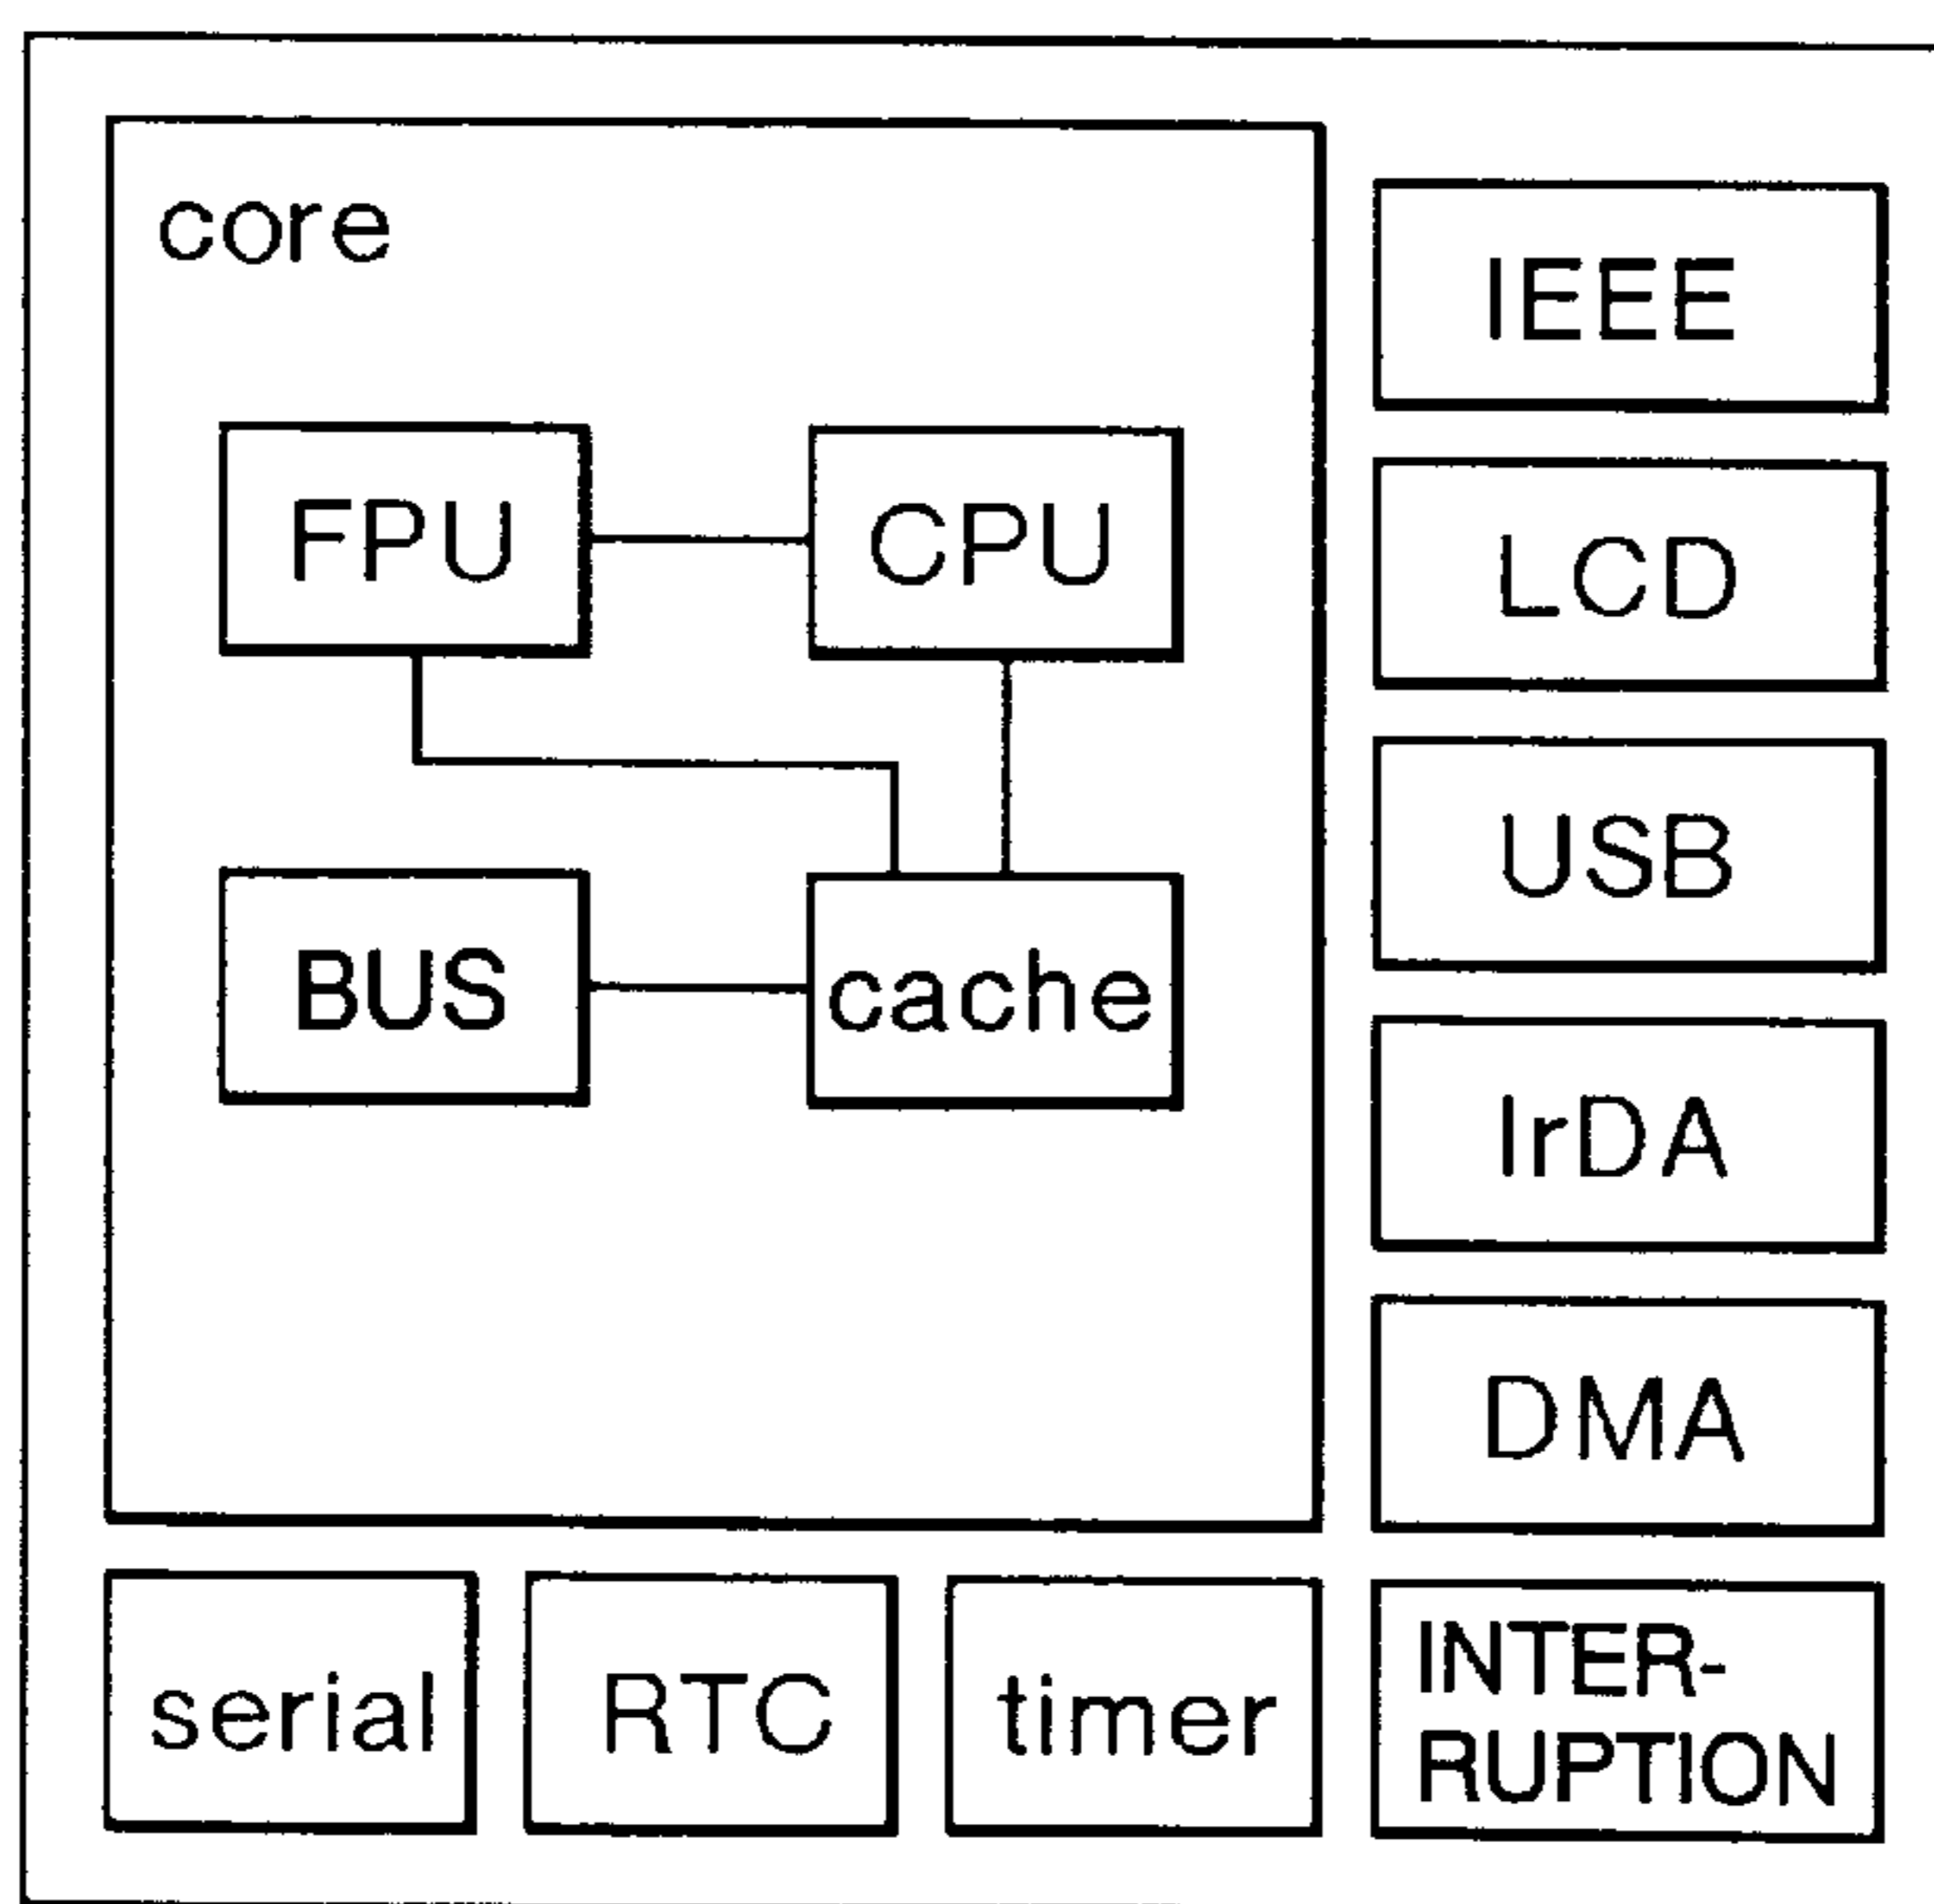 core
FPU
CPU
BUS
cache
IEEE
LCD
USB
IrDA
DMA
serial
RTC
timer
INTER-
RUPTION